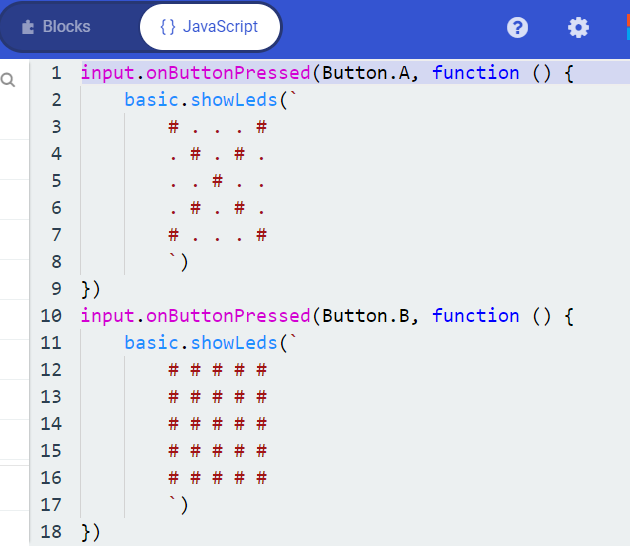 Blocks {} JavaScript ?
1 input.onButtonPressed(Button.A, function () {
2     basic.showLeds(`
3         # . . . #
4         . # . # .
5         . . # . .
6         . # . # .
7         # . . . #
8         `)
9 })
10 input.onButtonPressed(Button.B, function () {
11     basic.showLeds(`
12         # # # # #
13         # # # # #
14         # # # # #
15         # # # # #
16         # # # # #
17         `)
18 })